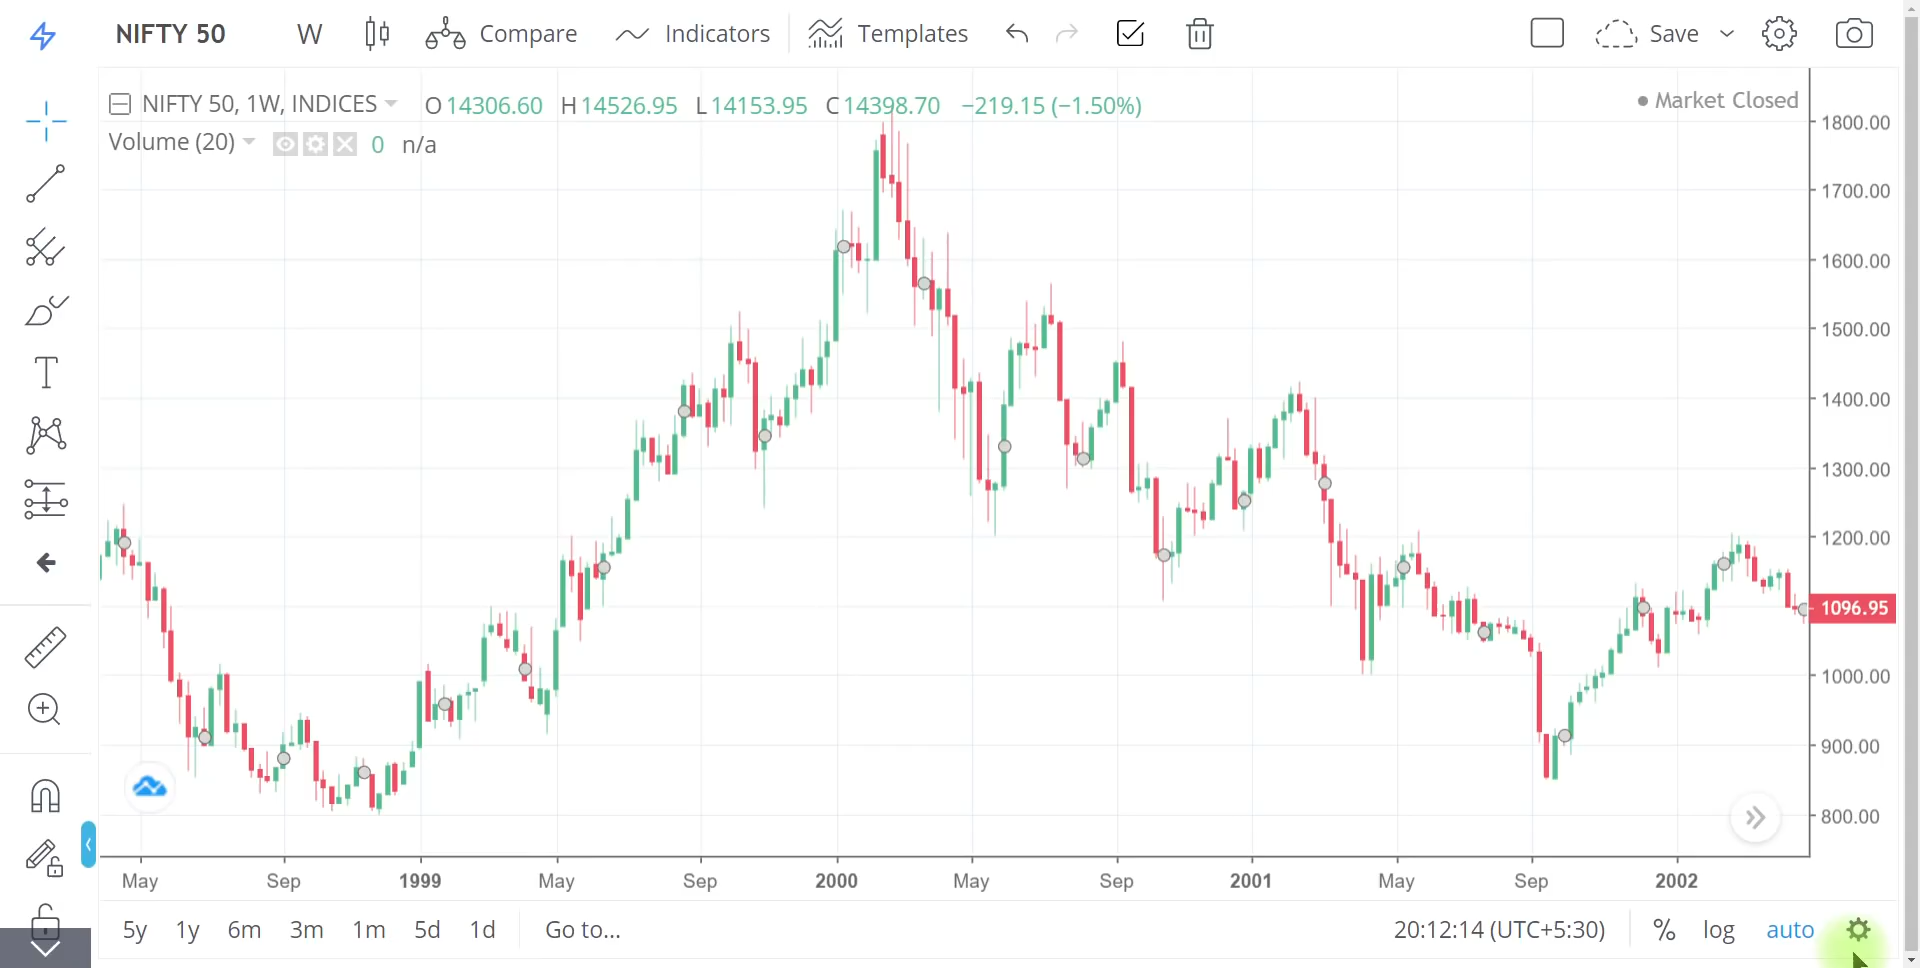 NIFTY 50 W Compare Indicators Templates Save
NIFTY 50, 1W, INDICES O 14306.60 H 14526.95 L 14153.95 C 14398.70 −219.15 (−1.50%) Market Closed
Volume (20) 0 n/a
1800.00
1700.00
1600.00
1500.00
1400.00
1300.00
1200.00
1096.95
1000.00
900.00
800.00
May Sep 1999 May Sep 2000 May Sep 2001 May Sep 2002
5y 1y 6m 3m 1m 5d 1d Go to... 20:12:14 (UTC+5:30) % log auto